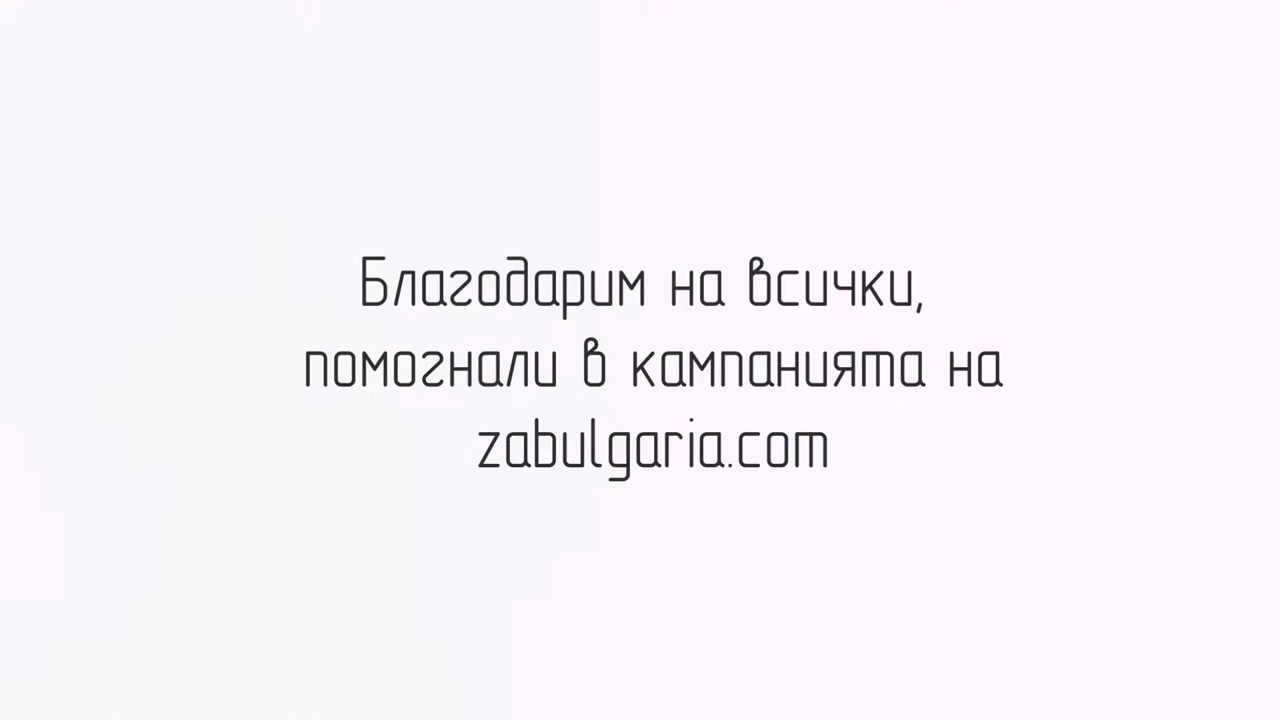 Благодарим на всички,
помогнали в кампанията на
zabulgaria.com